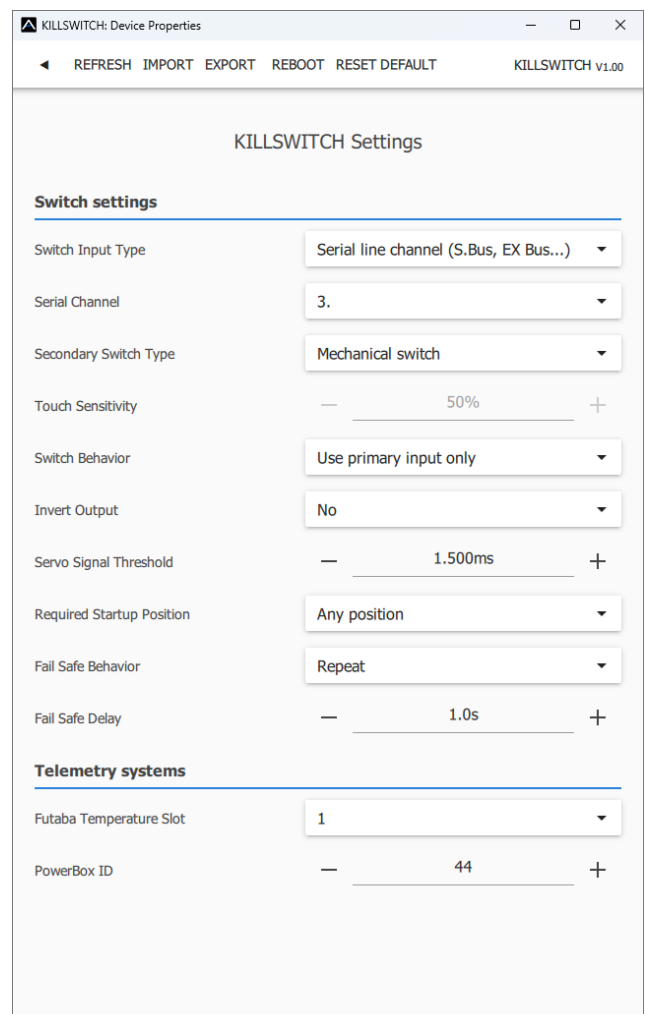 KILLSWITCH: Device Properties
REFRESH IMPORT EXPORT REBOOT RESET DEFAULT KILLSWITCH V1.00
KILLSWITCH Settings
Switch settings
Switch Input Type Serial line channel (S.Bus, EX Bus...)
Serial Channel 3.
Secondary Switch Type Mechanical switch
Touch Sensitivity 50%
Switch Behavior Use primary input only
Invert Output No
Servo Signal Threshold 1.500ms
Required Startup Position Any position
Fail Safe Behavior Repeat
Fail Safe Delay 1.0s
Telemetry systems
Futaba Temperature Slot 1
PowerBox ID 44